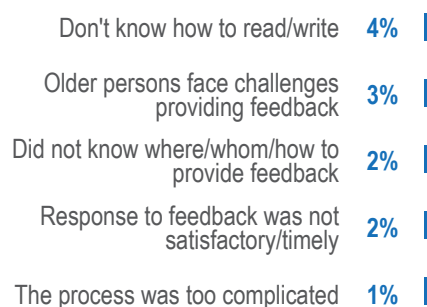 Don't know how to read/write 4%
Older persons face challenges
providing feedback 3%
Did not know where/whom/how to
provide feedback 2%
Response to feedback was not
satisfactory/timely 2%
The process was too complicated 1%